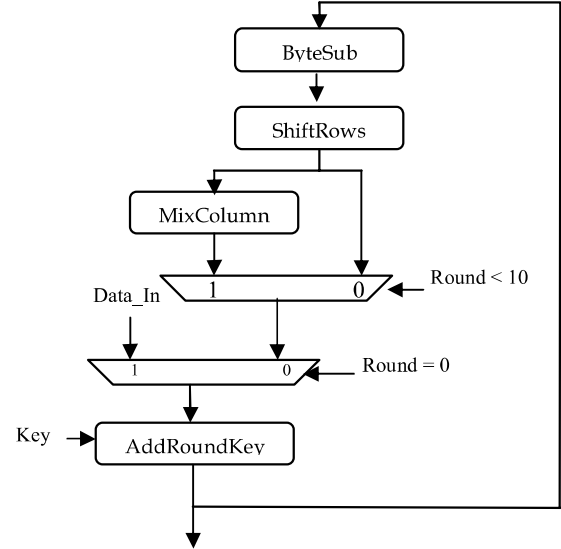 ByteSub
ShiftRows
MixColumn
1 0
Round < 10
Data_In
1 0
Round = 0
Key
AddRoundKey